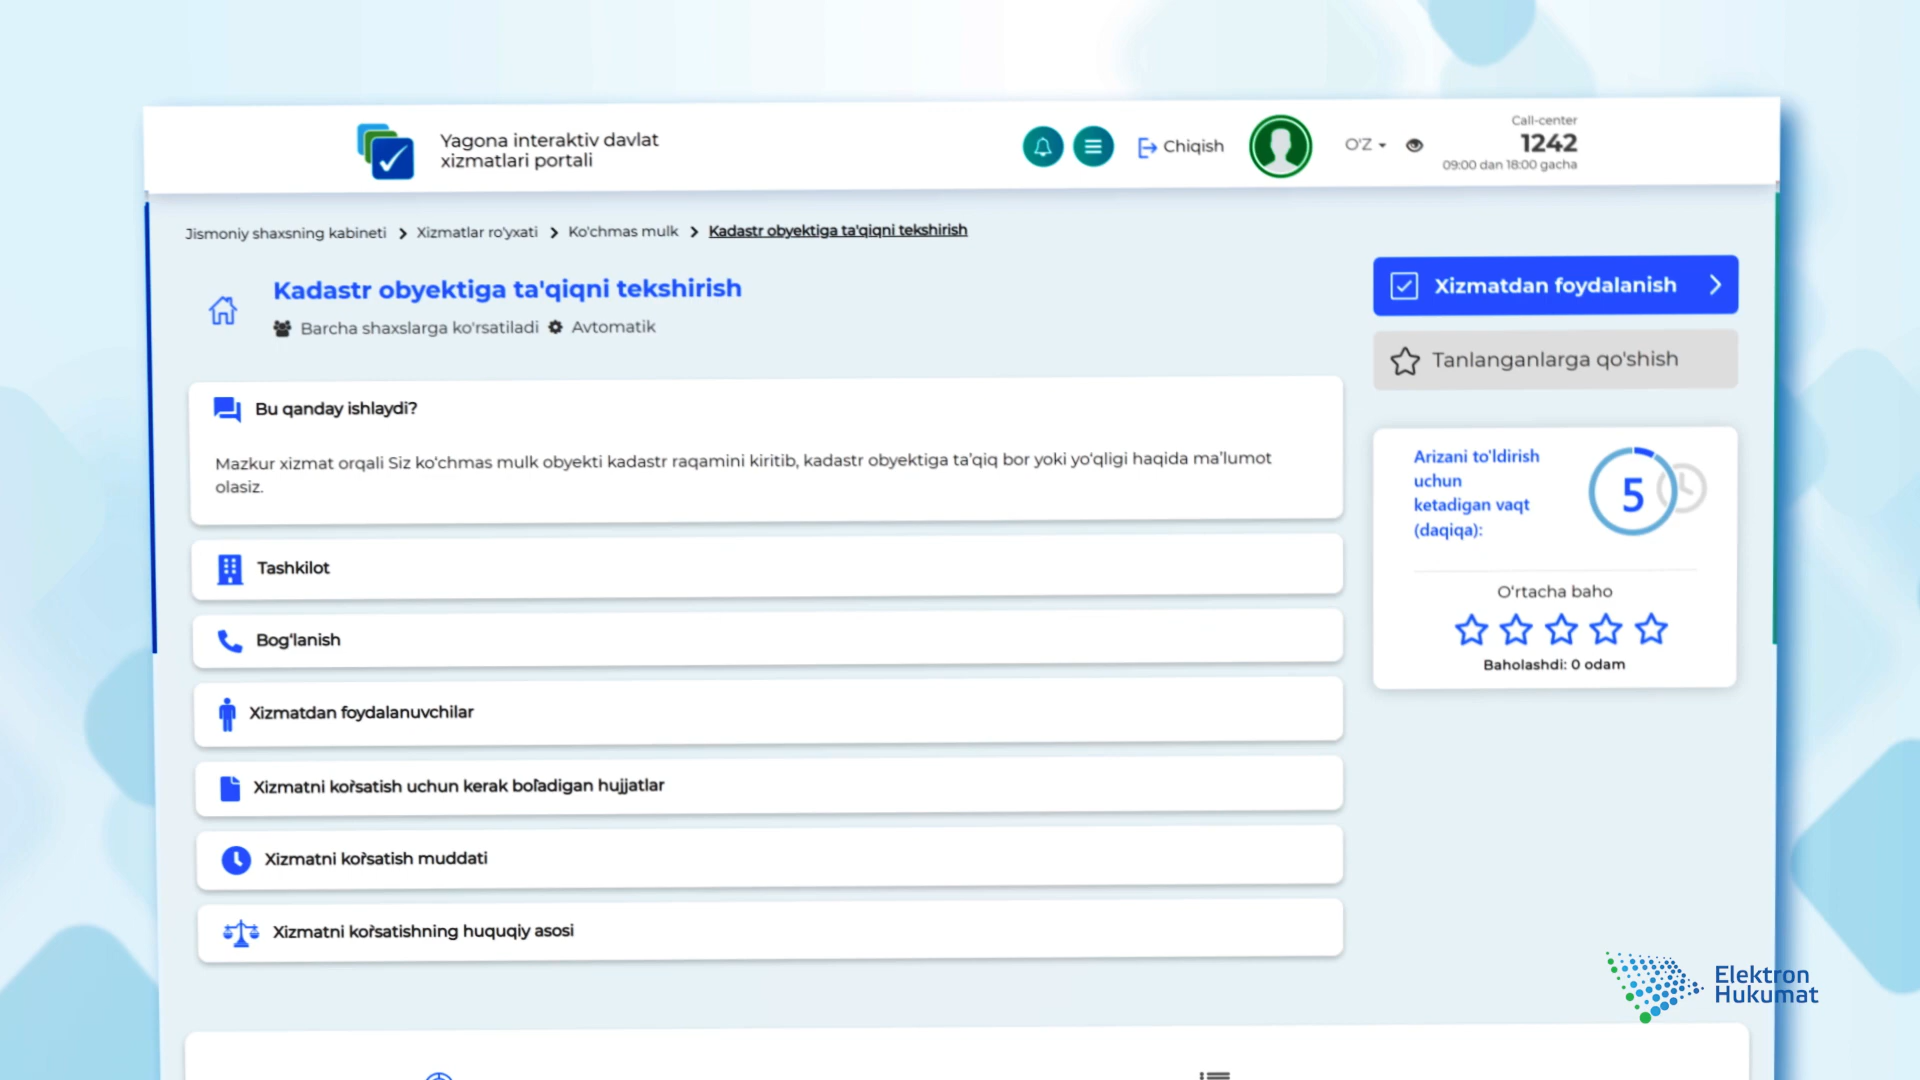 Yagona interaktiv davlat
xizmatlari portali
Chiqish
O'Z
Call-center
1242
09:00 dan 18:00 gacha
Jismoniy shaxsning kabineti > Xizmatlar ro'yxati > Ko'chmas mulk > Kadastr obyektiga ta'qiqni tekshirish
Kadastr obyektiga ta'qiqni tekshirish
Barcha shaxslarga ko'rsatiladi Avtomatik
Xizmatdan foydalanish
Tanlanganlarga qo'shish
Bu qanday ishlaydi?
Mazkur xizmat orqali Siz ko‘chmas mulk obyekti kadastr raqamini kiritib, kadastr obyektiga ta’qiq bor yoki yo‘qligi haqida ma’lumot
olasiz.
Tashkilot
Bog‘lanish
Xizmatdan foydalanuvchilar
Xizmatni ko‘rsatish uchun kerak bo‘ladigan hujjatlar
Xizmatni ko‘rsatish muddati
Xizmatni ko‘rsatishning huquqiy asosi
Arizani to'ldirish
uchun
ketadigan vaqt
(daqiqa):
5
O‘rtacha baho
Baholashdi: 0 odam
Elektron
Hukumat